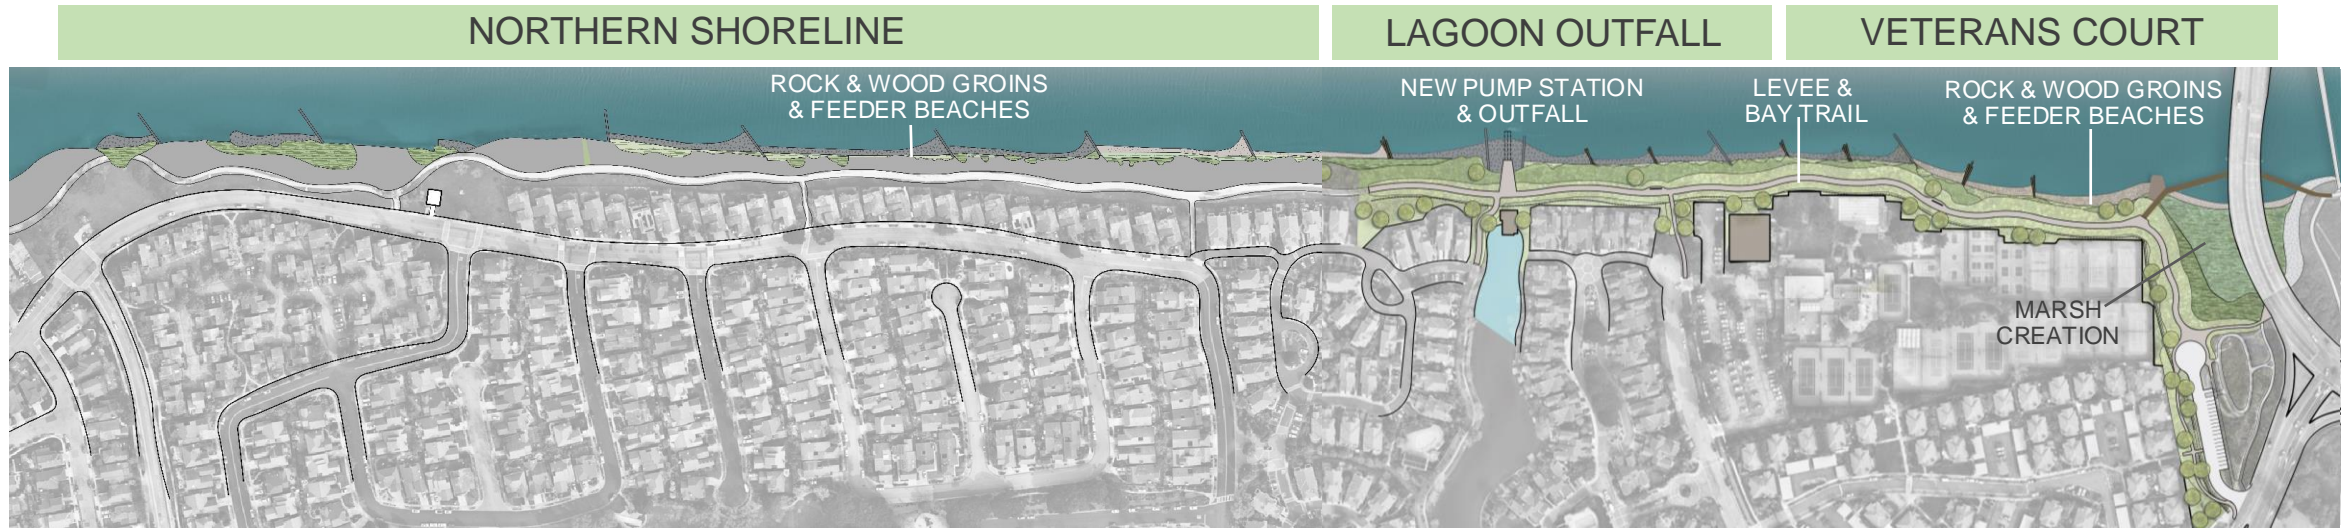 NORTHERN SHORELINE
LAGOON OUTFALL
VETERANS COURT
ROCK & WOOD GROINS
& FEEDER BEACHES
NEW PUMP STATION
& OUTFALL
LEVEE &
BAY TRAIL
ROCK & WOOD GROINS
& FEEDER BEACHES
MARSH
CREATION